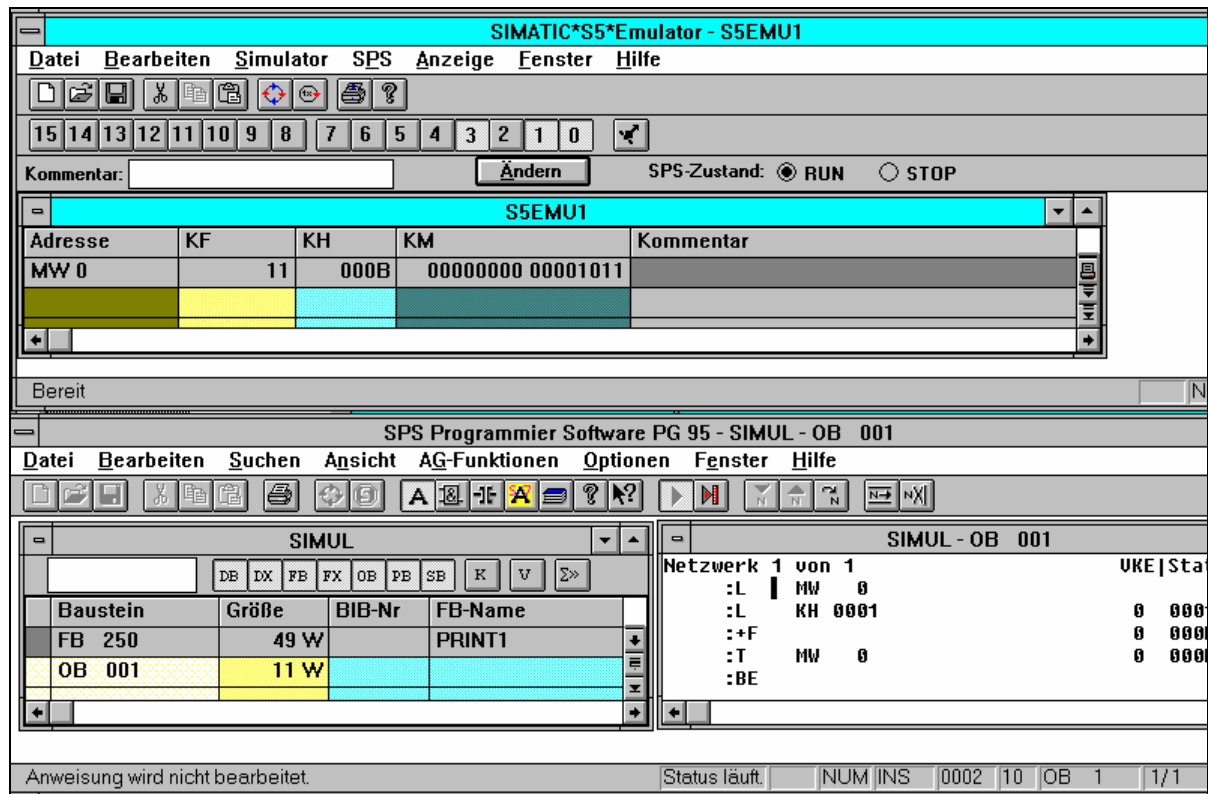 SIMATIC*S5*Emulator - S5EMU1
Datei Bearbeiten Simulator SPS Anzeige Fenster Hilfe
15 14 13 12 11 10 9 8 7 6 5 4 3 2 1 0
Kommentar: Ändern SPS-Zustand: RUN STOP
S5EMU1
Adresse KF KH KM Kommentar
MW 0 11 000B 00000000 00001011
Bereit N
SPS Programmier Software PG 95 - SIMUL - OB 001
Datei Bearbeiten Suchen Ansicht AG-Funktionen Optionen Fenster Hilfe
SIMUL
DB DX FB FX OB PB SB K V Σ»
Baustein Größe BIB-Nr FB-Name
FB 250 49 W PRINT1
OB 001 11 W
SIMUL - OB 001
Netzwerk 1 von 1 VKE|Stat
:L MW 0
:L KH 0001 0 0001
:+F 0
:T MW 0 0
:BE
Anweisung wird nicht bearbeitet. Status läuft. NUM INS 0002 10 OB 1 1/1